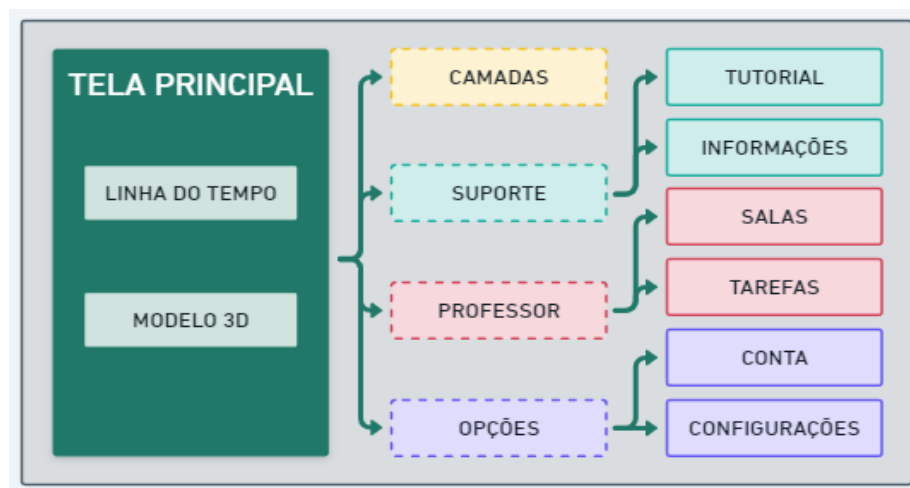 TELA PRINCIPAL
LINHA DO TEMPO
MODELO 3D
CAMADAS
SUPORTE
PROFESSOR
OPÇÕES
TUTORIAL
INFORMAÇÕES
SALAS
TAREFAS
CONTA
CONFIGURAÇÕES